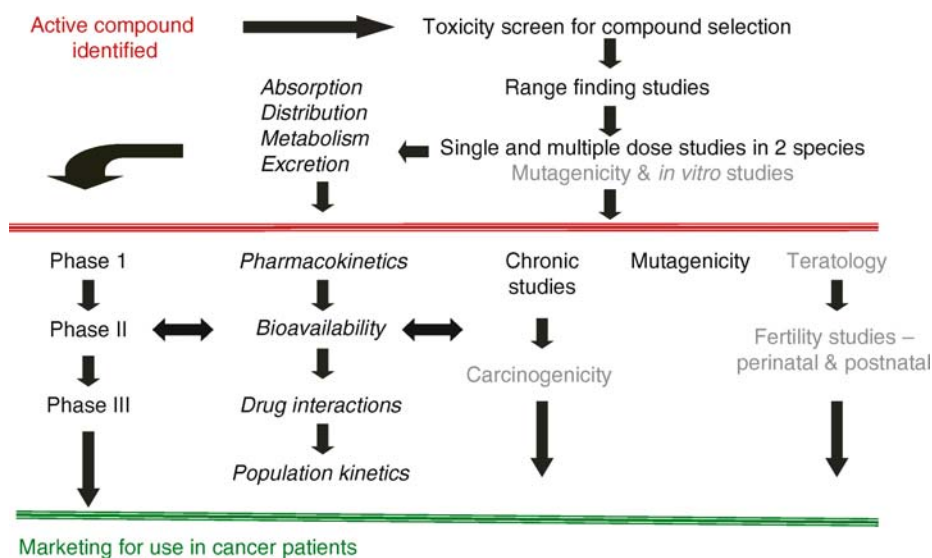 Active compound
identified
Toxicity screen for compound selection
Range finding studies
Absorption
Distribution
Metabolism
Excretion
Single and multiple dose studies in 2 species
Mutagenicity & in vitro studies
Phase 1
Pharmacokinetics
Chronic
studies
Mutagenicity
Teratology
Phase II
Bioavailability
Fertility studies –
perinatal & postnatal
Carcinogenicity
Phase III
Drug interactions
Population kinetics
Marketing for use in cancer patients